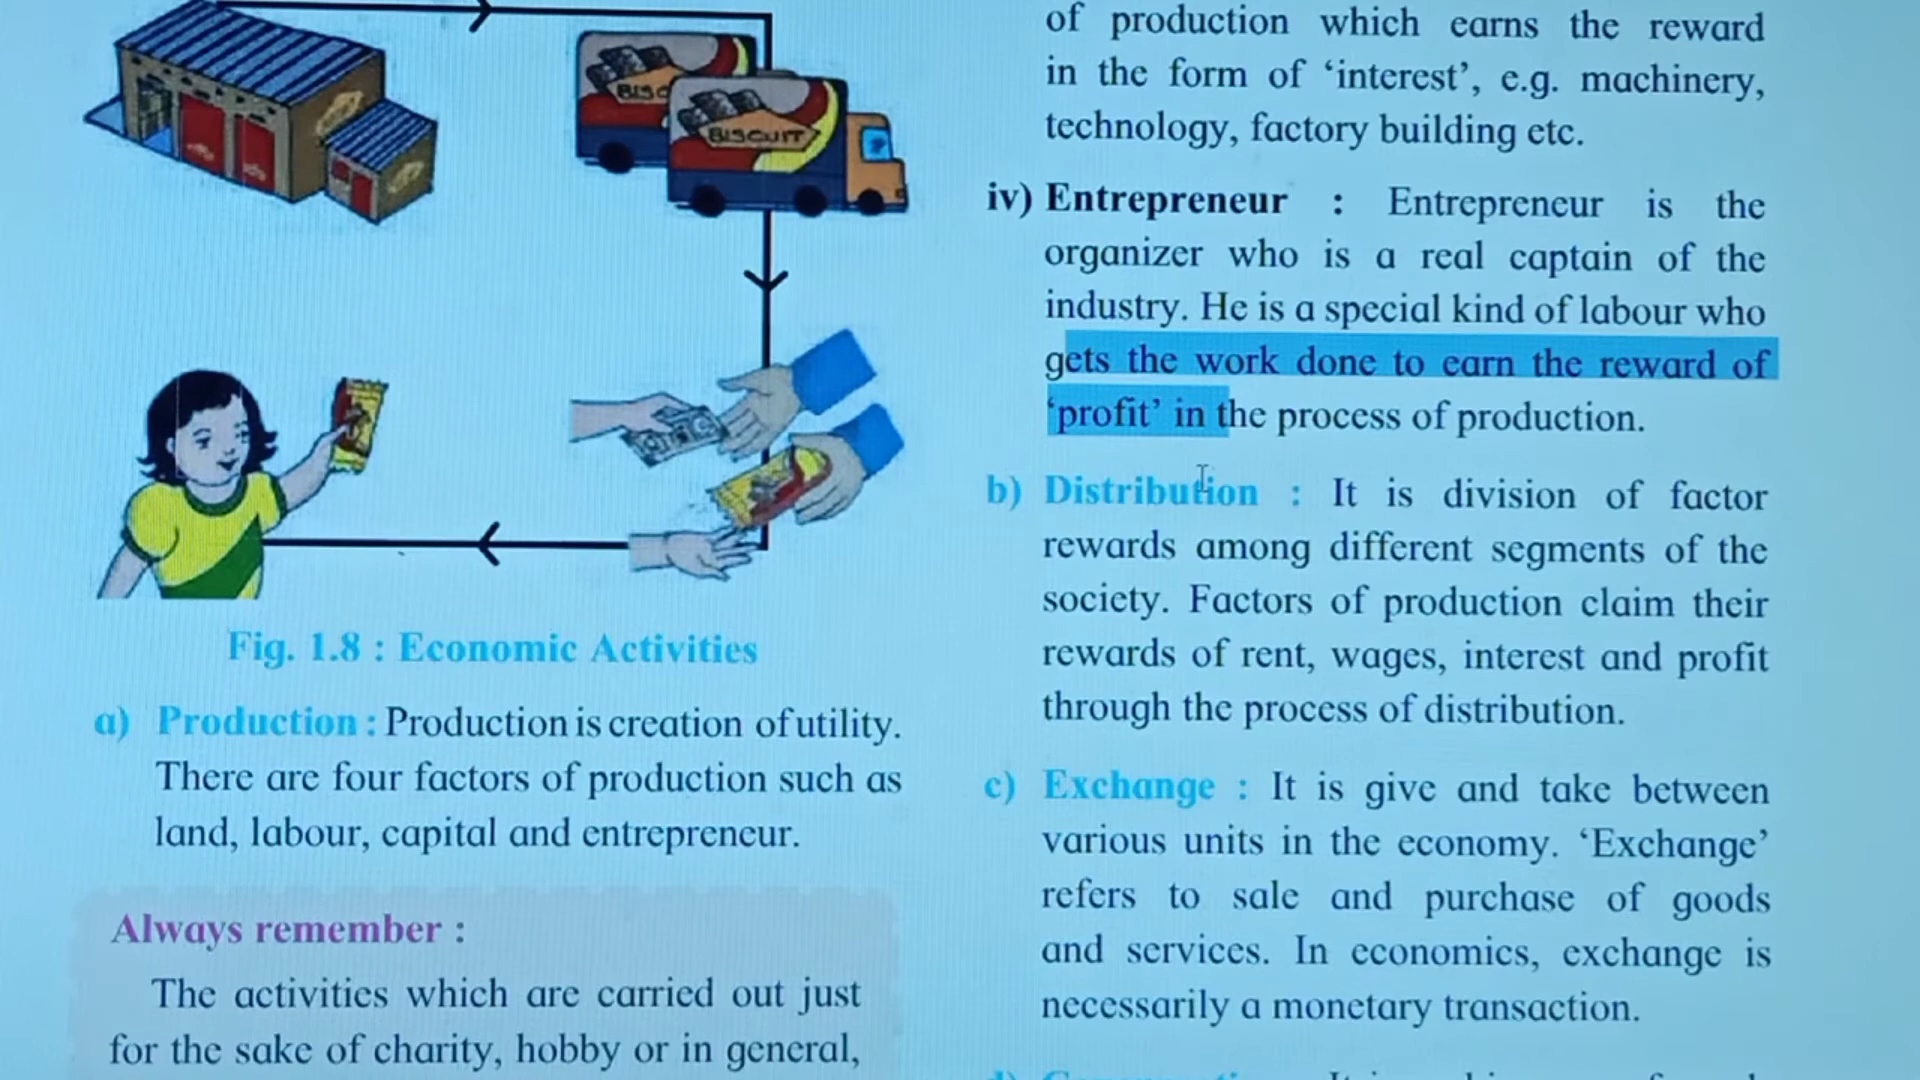 BISC
BISCUIT
Fig. 1.8 : Economic Activities
a) Production : Production is creation of utility.
There are four factors of production such as
land, labour, capital and entrepreneur.
Always remember :
The activities which are carried out just
for the sake of charity, hobby or in general,
of production which earns the reward
in the form of ‘interest’, e.g. machinery,
technology, factory building etc.
iv) Entrepreneur : Entrepreneur is the
organizer who is a real captain of the
industry. He is a special kind of labour who
gets the work done to earn the reward of
‘profit’ in the process of production.
b) Distribution : It is division of factor
rewards among different segments of the
society. Factors of production claim their
rewards of rent, wages, interest and profit
through the process of distribution.
c) Exchange : It is give and take between
various units in the economy. ‘Exchange’
refers to sale and purchase of goods
and services. In economics, exchange is
necessarily a monetary transaction.